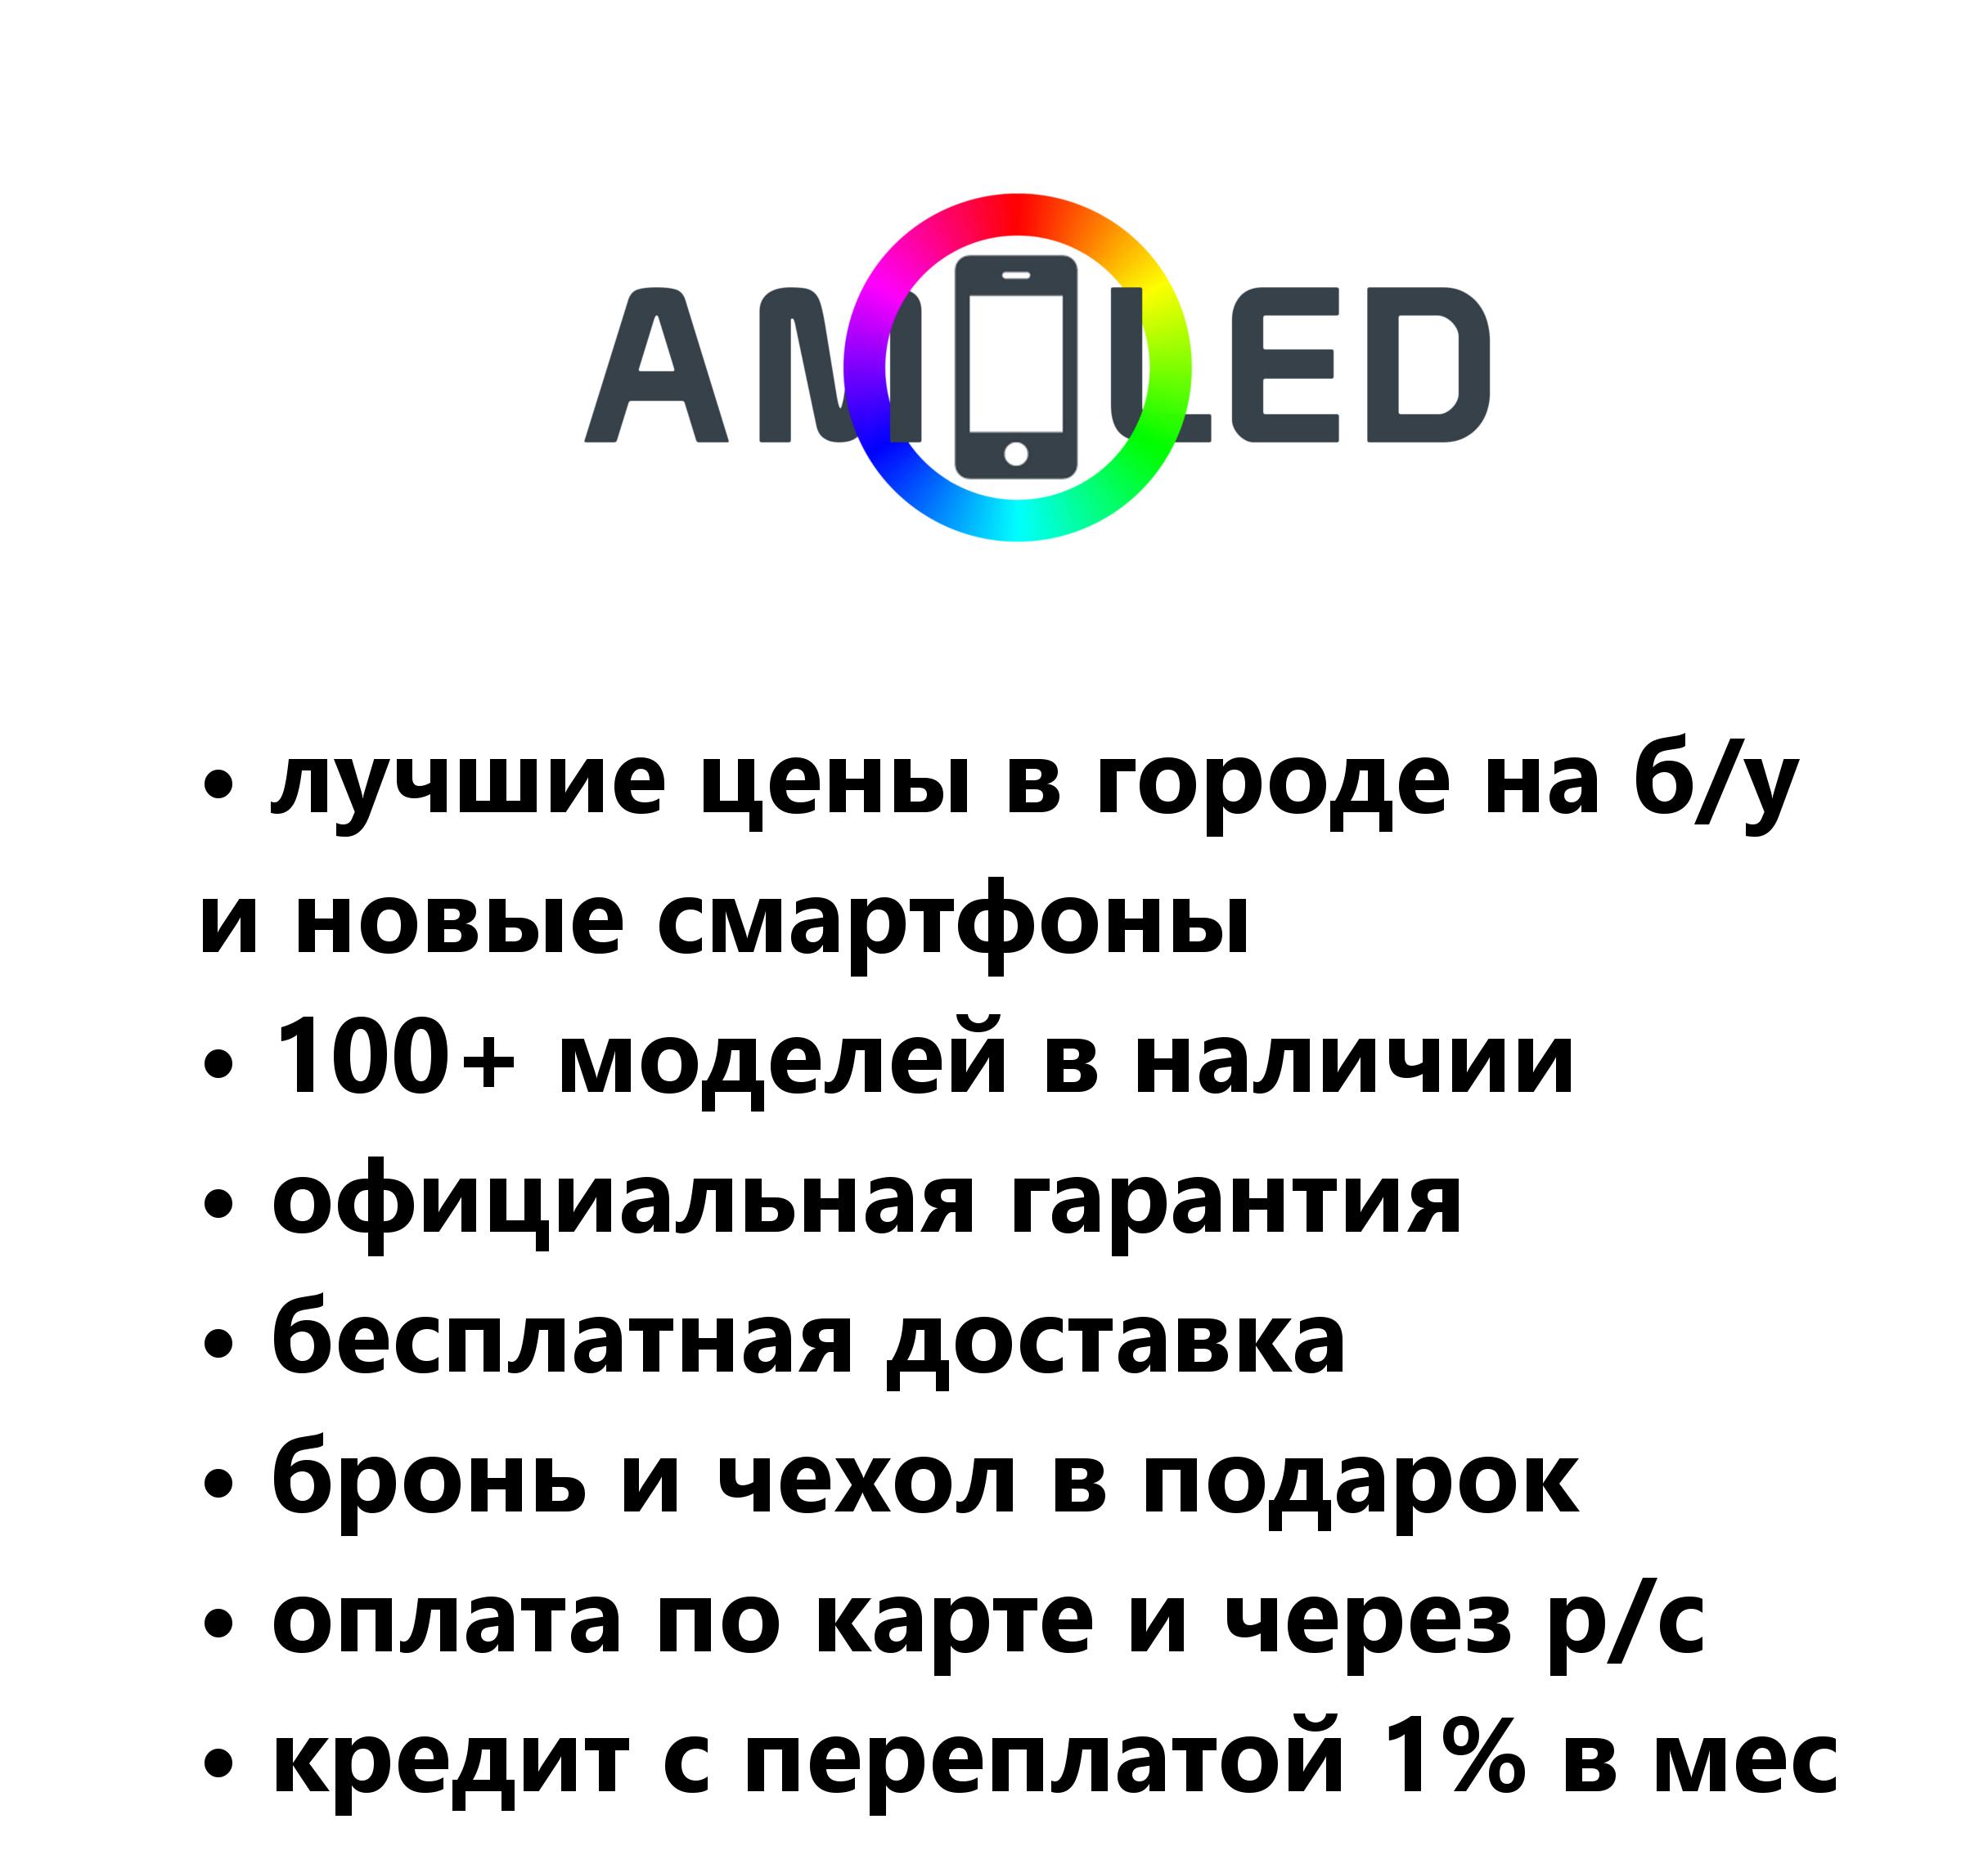 AMOLED
• лучшие цены в городе на б/у
и новые смартфоны
• 100+ моделей в наличии
• официальная гарантия
• бесплатная доставка
• бронь и чехол в подарок
• оплата по карте и через р/с
• кредит с переплатой 1% в мес